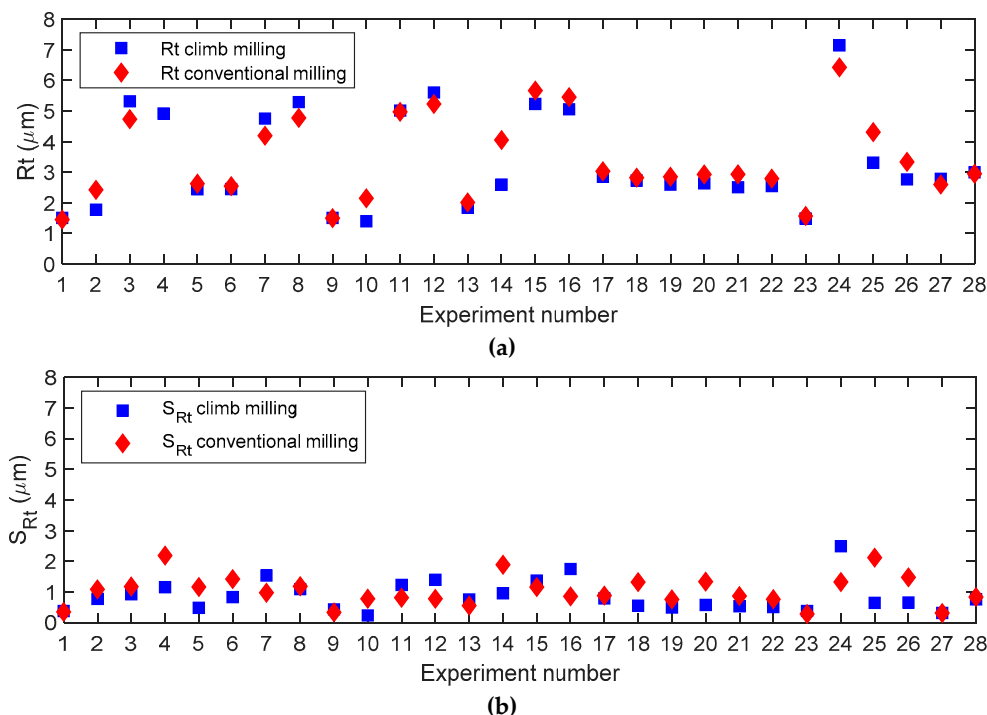 8
7
6
5
4
3
2
1
0
Rt (μm)
Rt climb milling
Rt conventional milling
1 2 3 4 5 6 7 8 9 10 11 12 13 14 15 16 17 18 19 20 21 22 23 24 25 26 27 28
Experiment number
(a)
8
7
6
5
4
3
2
1
0
S_Rt (μm)
S_Rt climb milling
S_Rt conventional milling
1 2 3 4 5 6 7 8 9 10 11 12 13 14 15 16 17 18 19 20 21 22 23 24 25 26 27 28
Experiment number
(b)